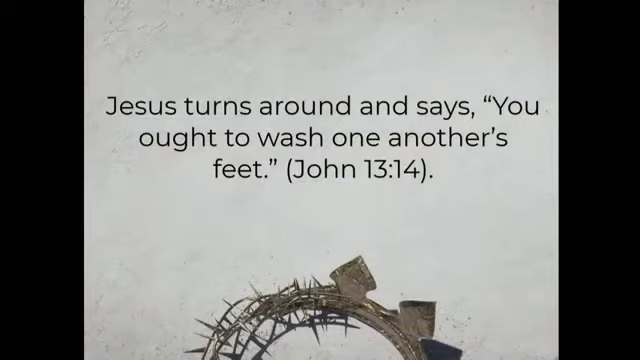 Jesus turns around and says, “You
ought to wash one another’s
feet.” (John 13:14).